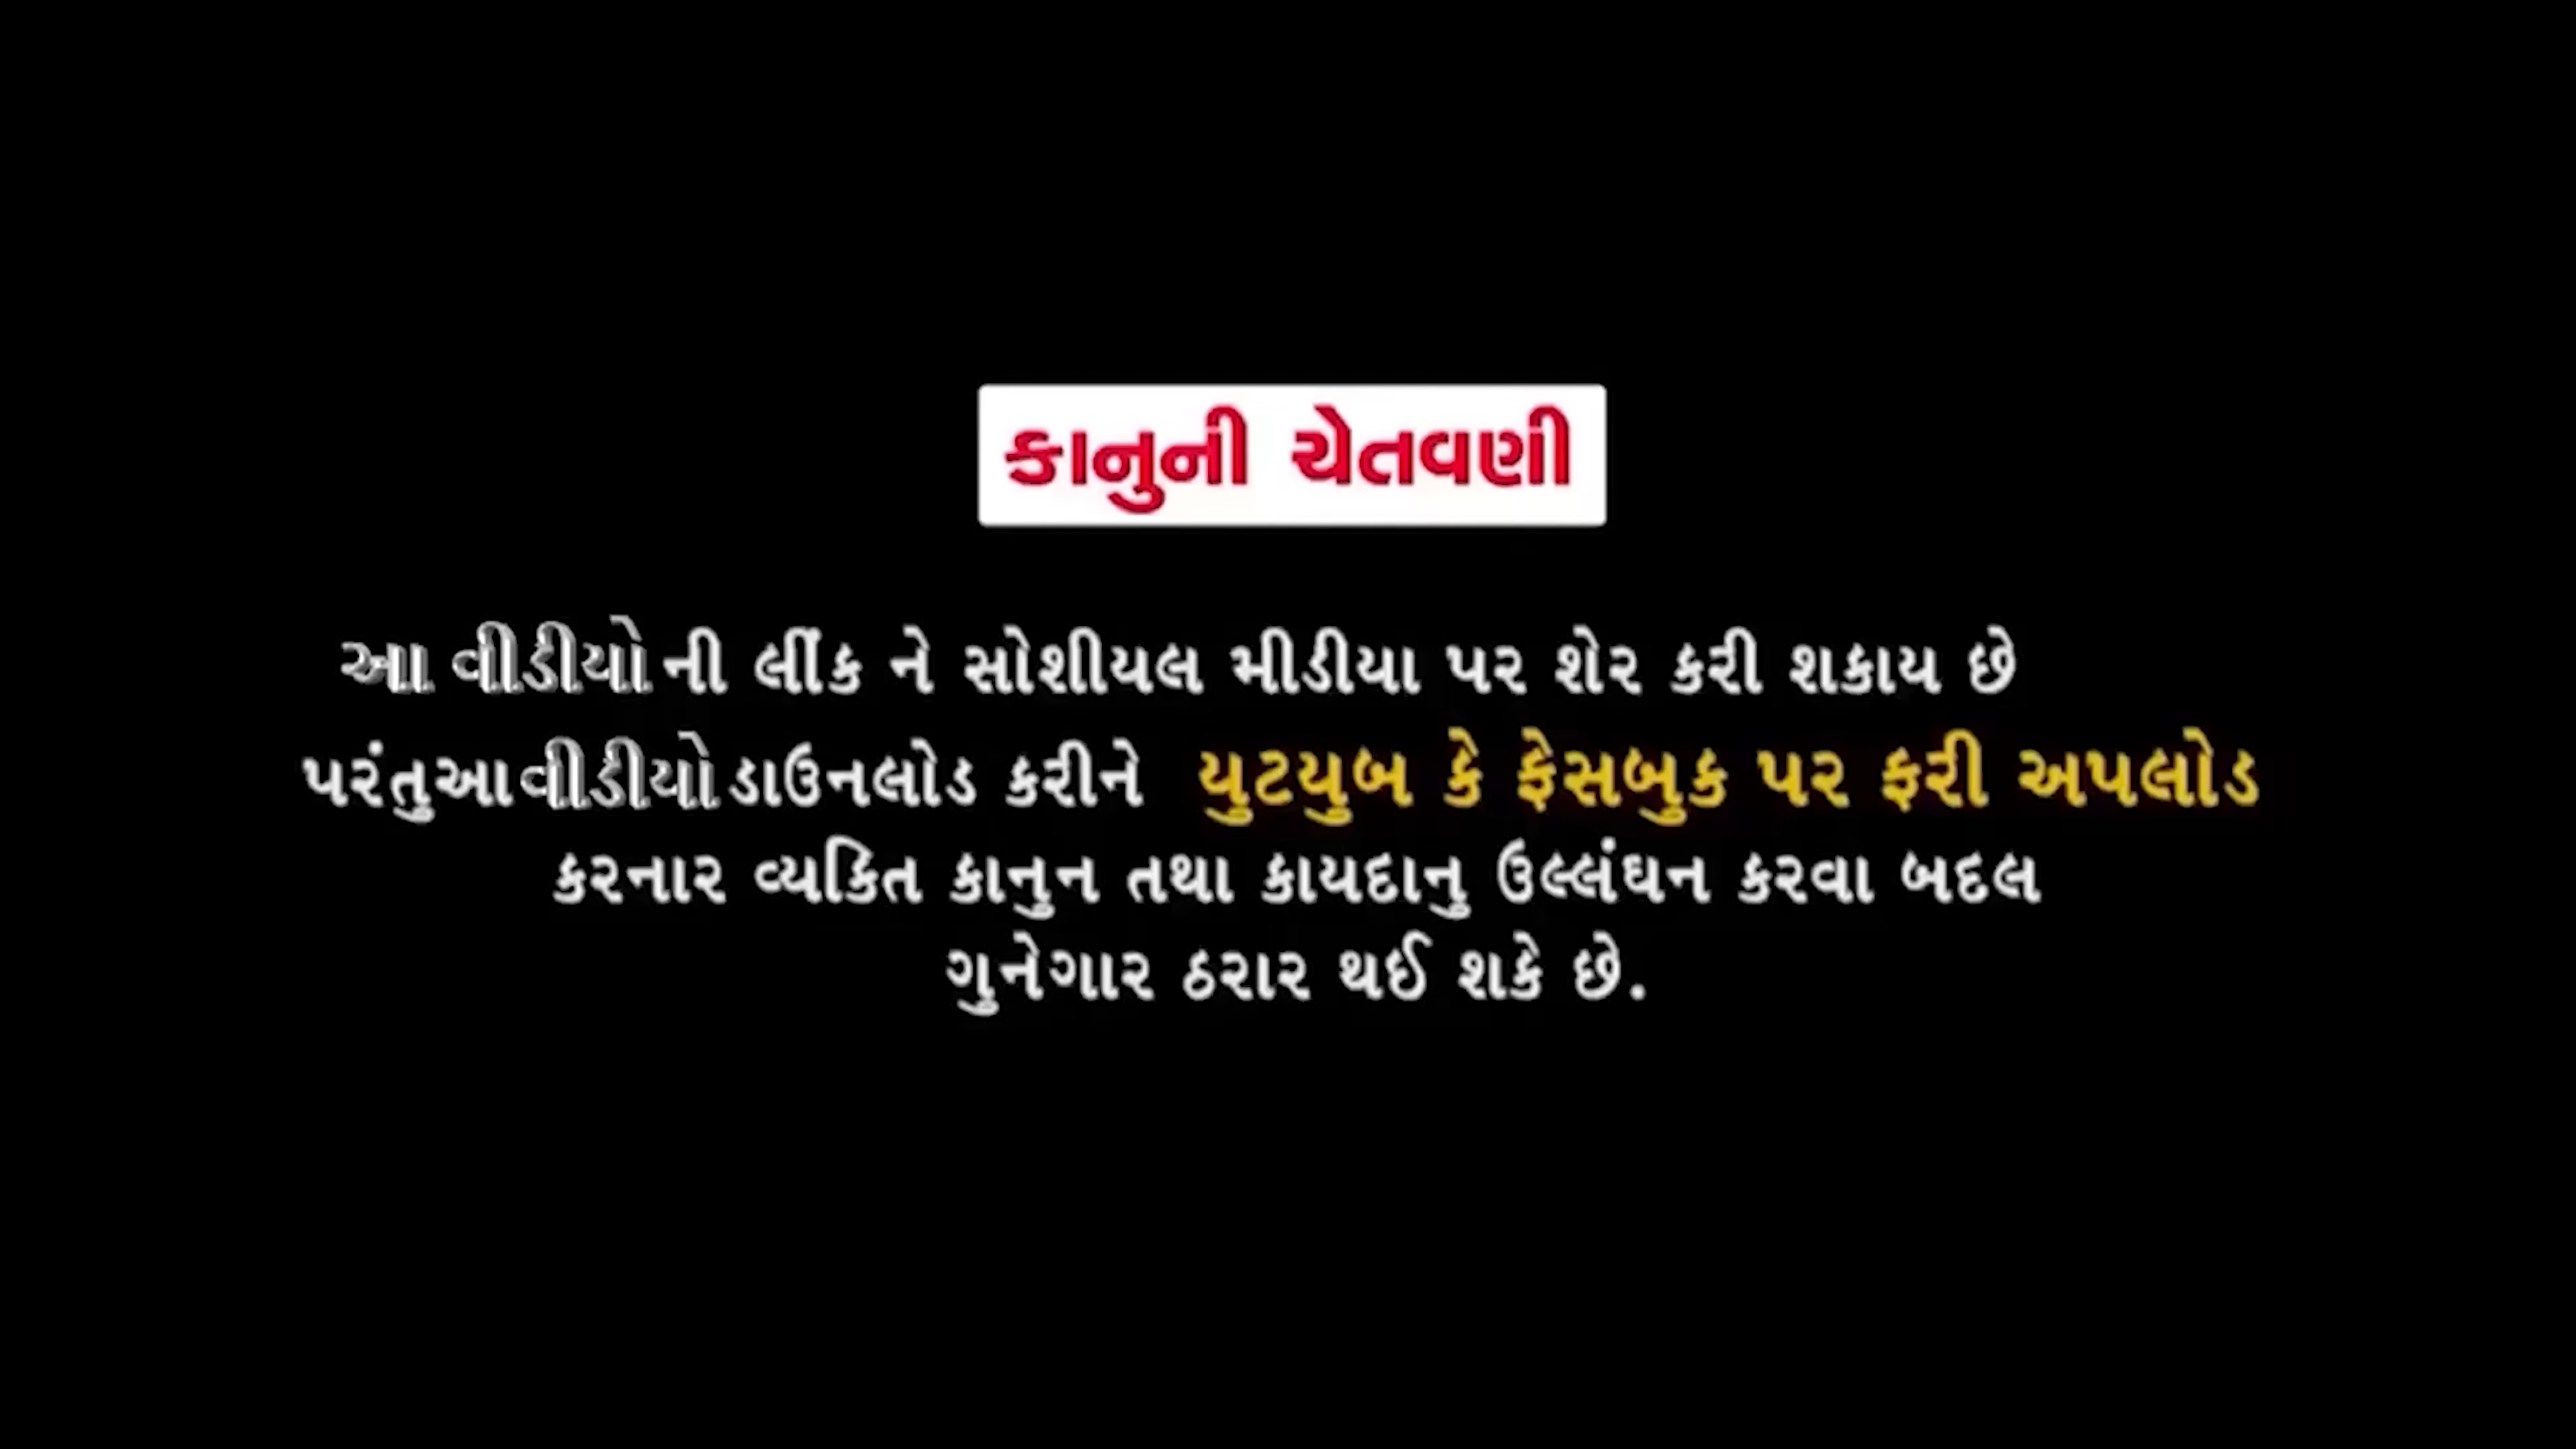 કાનુની ચેતવણી
આ વીડીયો ની લીંક ને સોશીયલ મીડીયા પર શેર કરી શકાય છે
પરંતુઆવીડીયોડાઉનલોડ કરીને યુટયુબ કે ફેસબુક પર ફરી અપલોડ
કરનાર વ્યકિત કાનુન તથા કાયદાનુ ઉલ્લંઘન કરવા બદલ
ગુનેગાર ઠરાર થઈ શકે છે.